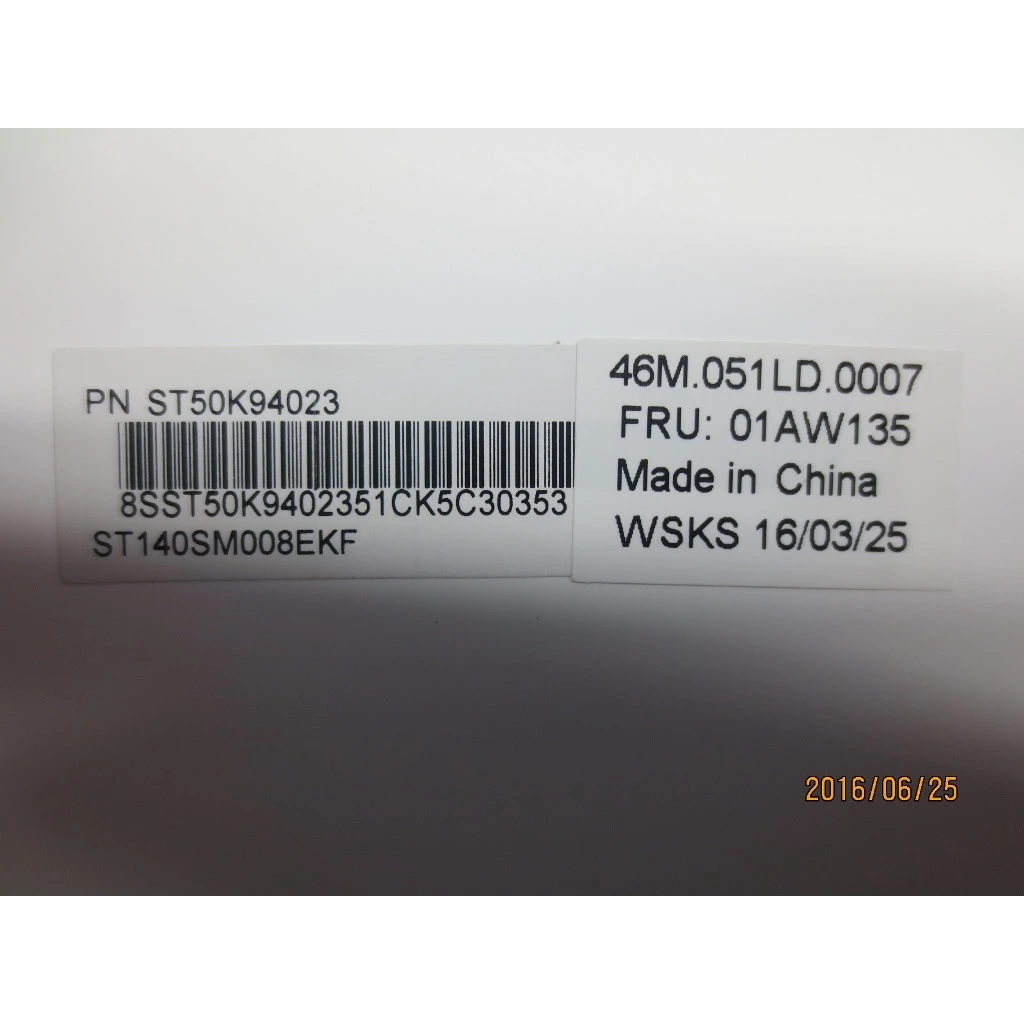 PN ST50K94023
8SST50K9402351CK5C30353
ST140SM008EKF
46M.051LD.0007
FRU: 01AW135
Made in China
WSKS 16/03/25
2016/06/25